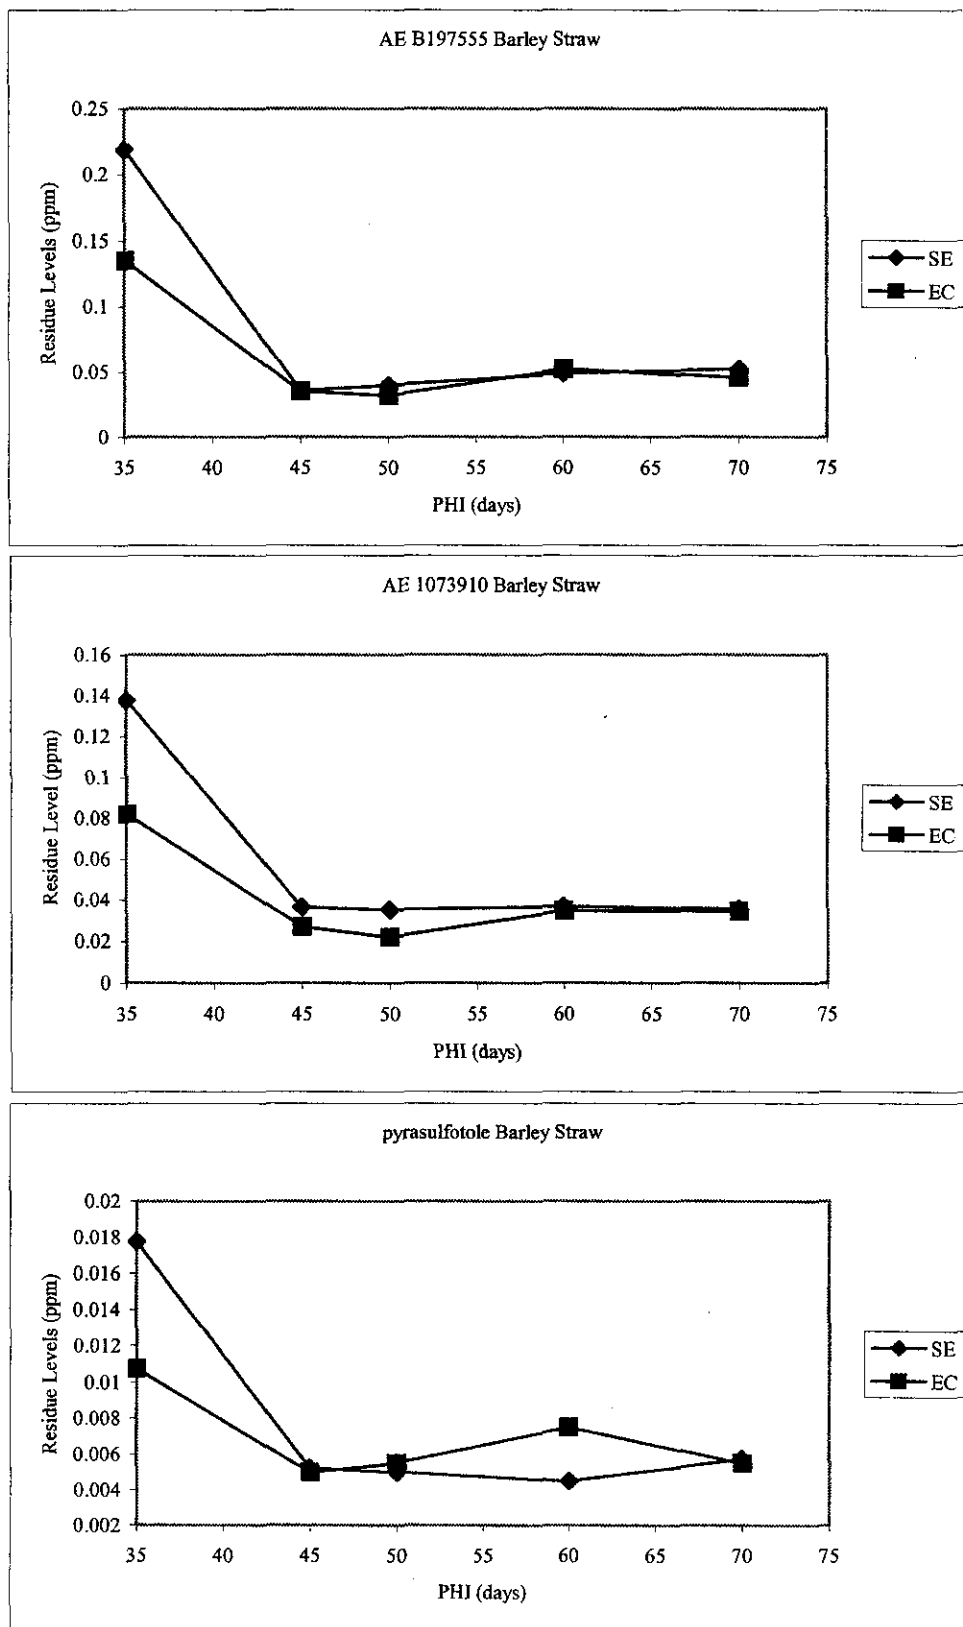 AE B197555 Barley Straw
0.25
0.2
0.15
0.1
0.05
0
Residue Levels (ppm)
35 40 45 50 55 60 65 70 75
PHI (days)
SE
EC
AE 1073910 Barley Straw
0.16
0.14
0.12
0.1
0.08
0.06
0.04
0.02
0
Residue Level (ppm)
35 40 45 50 55 60 65 70 75
PHI (days)
SE
EC
pyrasulfotole Barley Straw
0.02
0.018
0.016
0.014
0.012
0.01
0.008
0.006
0.004
0.002
Residue Levels (ppm)
35 40 45 50 55 60 65 70 75
PHI (days)
SE
EC